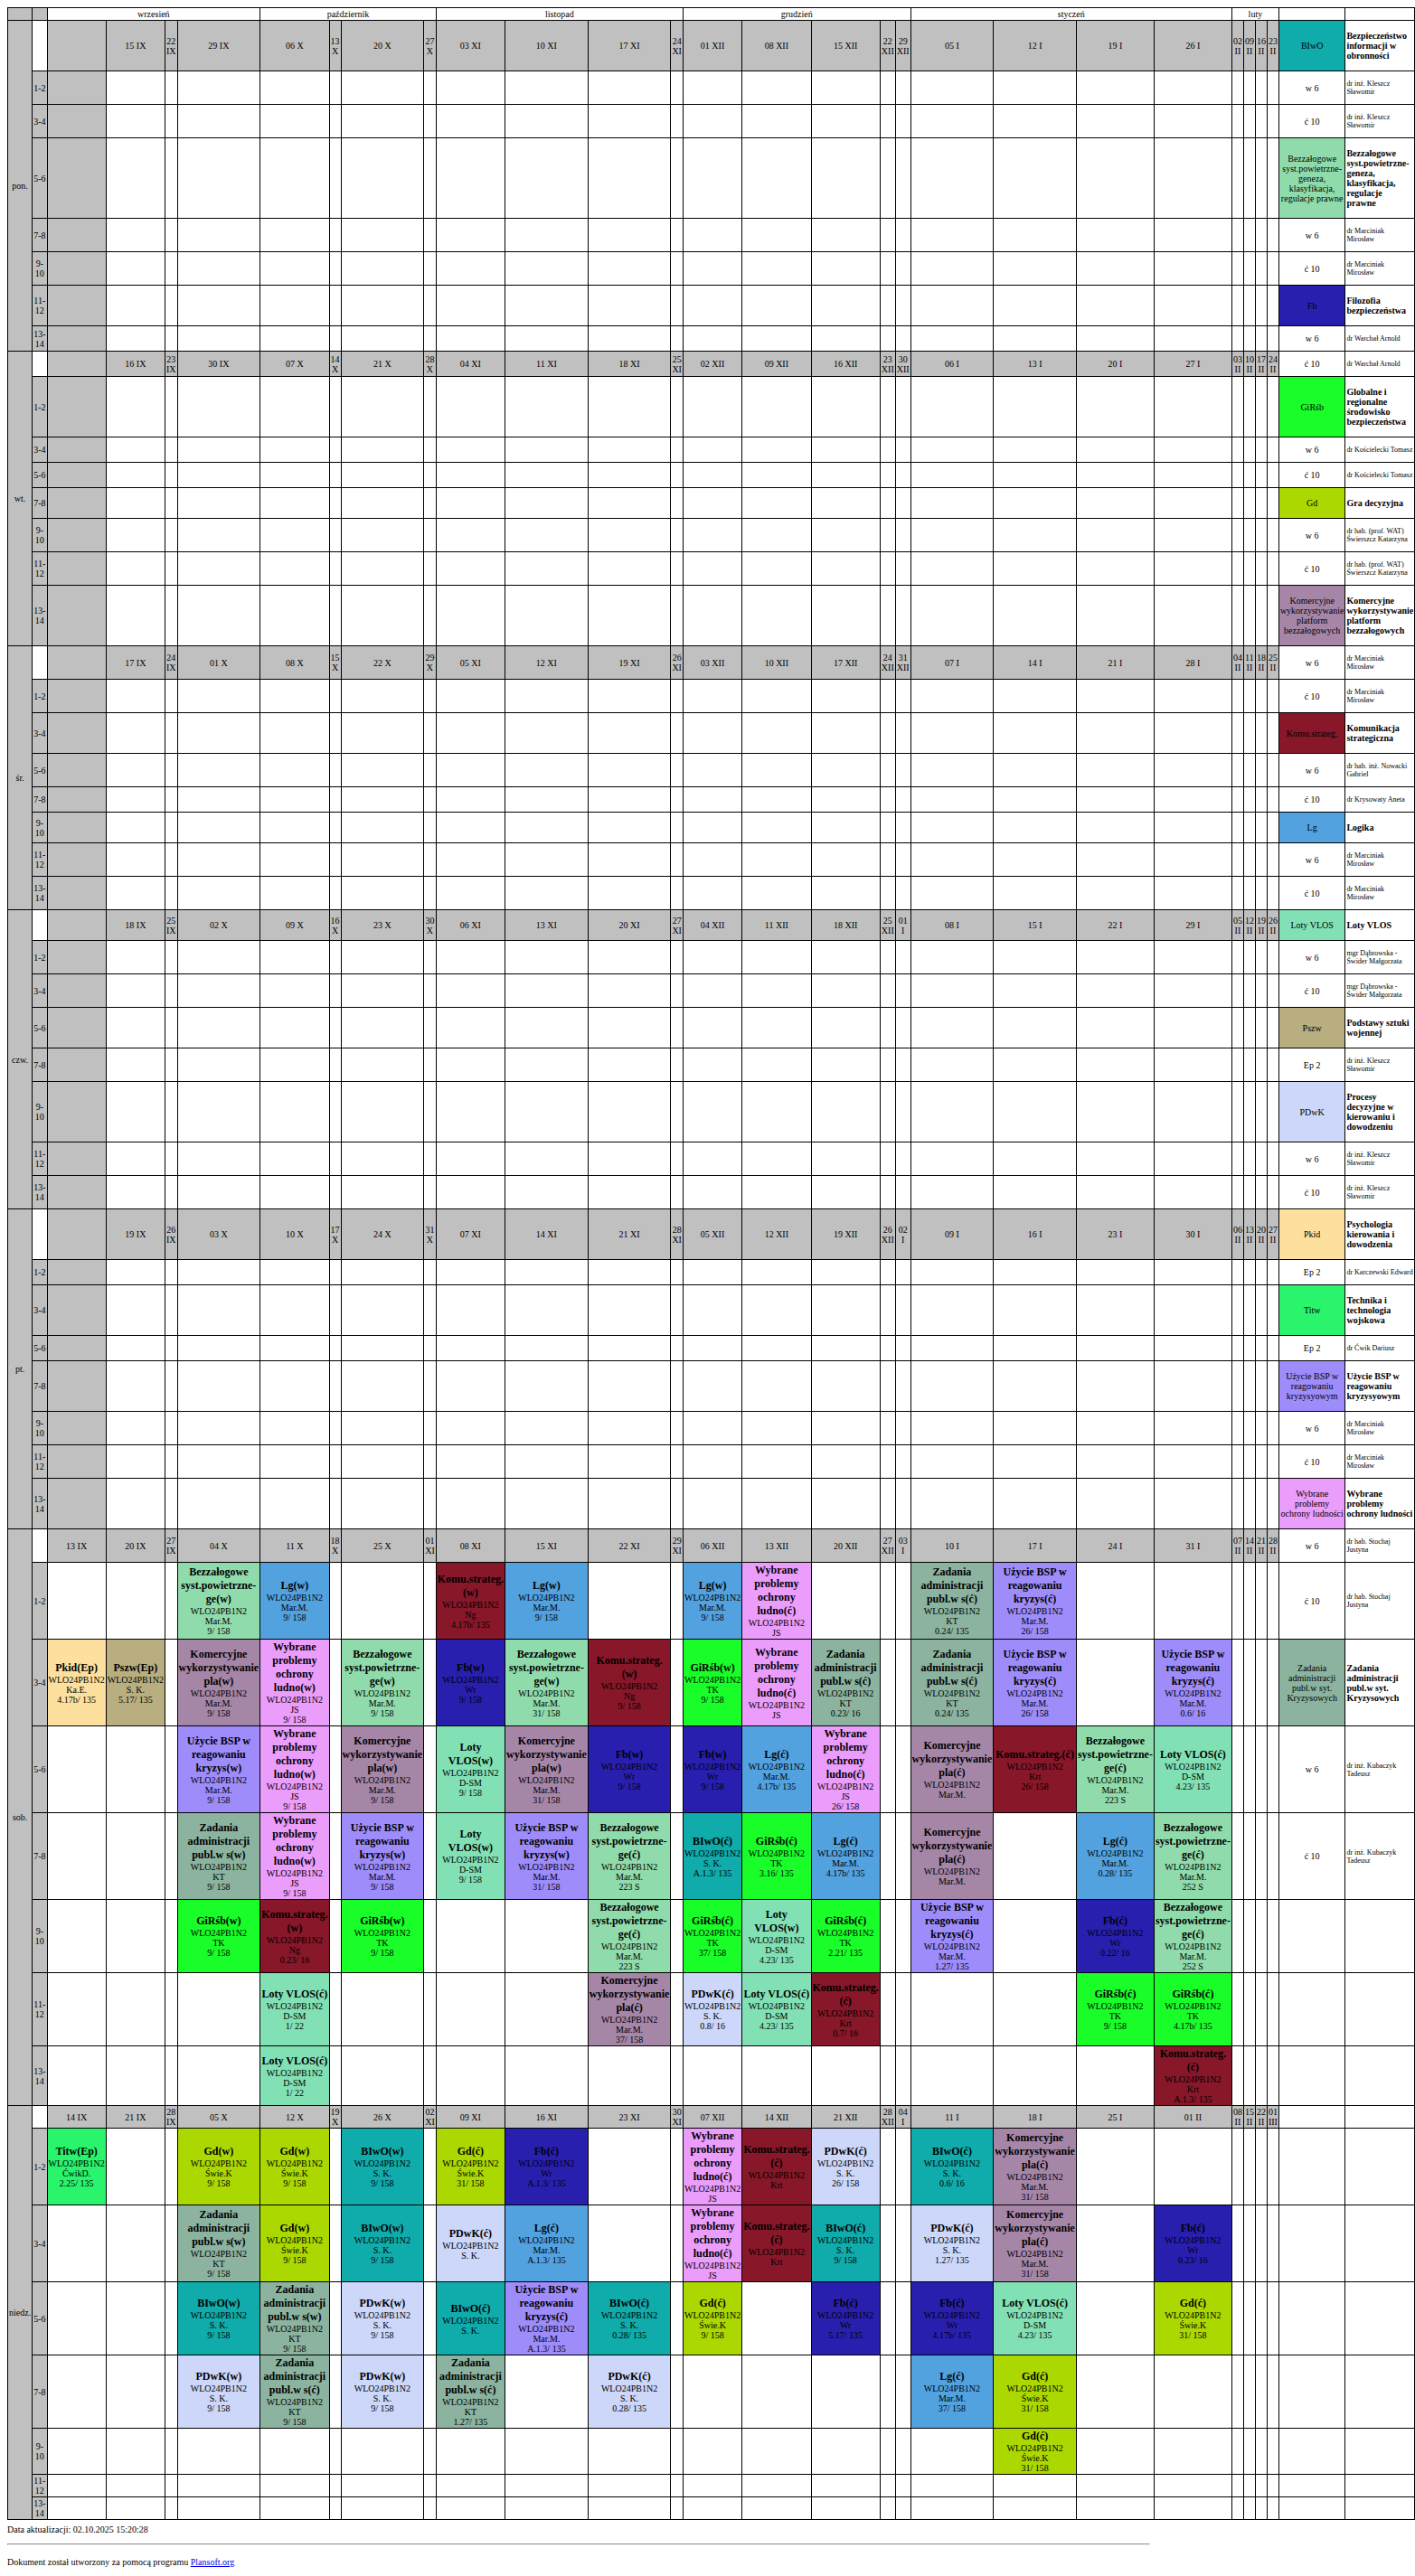 wrzesień październik listopad grudzień styczeń luty
pon. 15 IX 22 IX 29 IX 06 X 13 X 20 X 27 X 03 XI 10 XI 17 XI 24 XI 01 XII 08 XII 15 XII 22 XII 29 XII 05 I 12 I 19 I 26 I 02 II 09 II 16 II 23 II BIwO Bezpieczeństwo informacji w obronności
1-2 w 6 dr inż. Kleszcz Sławomir
3-4 ć 10 dr inż. Kleszcz Sławomir
5-6 Bezzałogowe syst.powietrzne-geneza, klasyfikacja, regulacje prawne Bezzałogowe syst.powietrzne-geneza, klasyfikacja, regulacje prawne
7-8 w 6 dr Marciniak Mirosław
9-10 ć 10 dr Marciniak Mirosław
11-12 Fb Filozofia bezpieczeństwa
13-14 w 6 dr Warchał Arnold
wt. 16 IX 23 IX 30 IX 07 X 14 X 21 X 28 X 04 XI 11 XI 18 XI 25 XI 02 XII 09 XII 16 XII 23 XII 30 XII 06 I 13 I 20 I 27 I 03 II 10 II 17 II 24 II ć 10 dr Warchał Arnold
1-2 GiRśb Globalne i regionalne środowisko bezpieczeństwa
3-4 w 6 dr Kościelecki Tomasz
5-6 ć 10 dr Kościelecki Tomasz
7-8 Gd Gra decyzyjna
9-10 w 6 dr hab. (prof. WAT) Świerszcz Katarzyna
11-12 ć 10 dr hab. (prof. WAT) Świerszcz Katarzyna
13-14 Komercyjne wykorzystywanie platform bezzałogowych Komercyjne wykorzystywanie platform bezzałogowych
śr. 17 IX 24 IX 01 X 08 X 15 X 22 X 29 X 05 XI 12 XI 19 XI 26 XI 03 XII 10 XII 17 XII 24 XII 31 XII 07 I 14 I 21 I 28 I 04 II 11 II 18 II 25 II w 6 dr Marciniak Mirosław
1-2 ć 10 dr Marciniak Mirosław
3-4 Komu.strateg. Komunikacja strategiczna
5-6 w 6 dr hab. inż. Nowacki Gabriel
7-8 ć 10 dr Krysowaty Aneta
9-10 Lg Logika
11-12 w 6 dr Marciniak Mirosław
13-14 ć 10 dr Marciniak Mirosław
czw. 18 IX 25 IX 02 X 09 X 16 X 23 X 30 X 06 XI 13 XI 20 XI 27 XI 04 XII 11 XII 18 XII 25 XII 01 I 08 I 15 I 22 I 29 I 05 II 12 II 19 II 26 II Loty VLOS Loty VLOS
1-2 w 6 mgr Dąbrowska - Świder Małgorzata
3-4 ć 10 mgr Dąbrowska - Świder Małgorzata
5-6 Pszw Podstawy sztuki wojennej
7-8 Ep 2 dr inż. Kleszcz Sławomir
9-10 PDwK Procesy decyzyjne w kierowaniu i dowodzeniu
11-12 w 6 dr inż. Kleszcz Sławomir
13-14 ć 10 dr inż. Kleszcz Sławomir
pt. 19 IX 26 IX 03 X 10 X 17 X 24 X 31 X 07 XI 14 XI 21 XI 28 XI 05 XII 12 XII 19 XII 26 XII 02 I 09 I 16 I 23 I 30 I 06 II 13 II 20 II 27 II Pkid Psychologia kierowania i dowodzenia
1-2 Ep 2 dr Karczewski Edward
3-4 Titw Technika i technologia wojskowa
5-6 Ep 2 dr Ćwik Dariusz
7-8 Użycie BSP w reagowaniu kryzysyowym Użycie BSP w reagowaniu kryzysyowym
9-10 w 6 dr Marciniak Mirosław
11-12 ć 10 dr Marciniak Mirosław
13-14 Wybrane problemy ochrony ludności Wybrane problemy ochrony ludności
sob. 13 IX 20 IX 27 IX 04 X 11 X 18 X 25 X 01 XI 08 XI 15 XI 22 XI 29 XI 06 XII 13 XII 20 XII 27 XII 03 I 10 I 17 I 24 I 31 I 07 II 14 II 21 II 28 II w 6 dr hab. Stochaj Justyna
1-2 Bezzałogowe syst.powietrzne-ge(w) WLO24PB1N2 Mar.M. 9/ 158 Lg(w) WLO24PB1N2 Mar.M. 9/ 158 Komu.strateg.(w) WLO24PB1N2 Ng 4.17b/ 135 Lg(w) WLO24PB1N2 Mar.M. 9/ 158 Lg(w) WLO24PB1N2 Mar.M. 9/ 158 Wybrane problemy ochrony ludno(ć) WLO24PB1N2 JS Zadania administracji publ.w s(ć) WLO24PB1N2 KT 0.24/ 135 Użycie BSP w reagowaniu kryzys(ć) WLO24PB1N2 Mar.M. 26/ 158 ć 10 dr hab. Stochaj Justyna
3-4 Pkid(Ep) WLO24PB1N2 Ka.E. 4.17b/ 135 Pszw(Ep) WLO24PB1N2 S. K. 5.17/ 135 Komercyjne wykorzystywanie pla(w) WLO24PB1N2 Mar.M. 9/ 158 Wybrane problemy ochrony ludno(w) WLO24PB1N2 JS 9/ 158 Bezzałogowe syst.powietrzne-ge(w) WLO24PB1N2 Mar.M. 9/ 158 Fb(w) WLO24PB1N2 Wr 9/ 158 Bezzałogowe syst.powietrzne-ge(w) WLO24PB1N2 Mar.M. 31/ 158 Komu.strateg.(w) WLO24PB1N2 Ng 9/ 158 GiRśb(w) WLO24PB1N2 TK 9/ 158 Wybrane problemy ochrony ludno(ć) WLO24PB1N2 JS Zadania administracji publ.w s(ć) WLO24PB1N2 KT 0.23/ 16 Zadania administracji publ.w s(ć) WLO24PB1N2 KT 0.24/ 135 Użycie BSP w reagowaniu kryzys(ć) WLO24PB1N2 Mar.M. 26/ 158 Użycie BSP w reagowaniu kryzys(ć) WLO24PB1N2 Mar.M. 0.6/ 16 Zadania administracji publ.w syt. Kryzysowych Zadania administracji publ.w syt. Kryzysowych
5-6 Użycie BSP w reagowaniu kryzys(w) WLO24PB1N2 Mar.M. 9/ 158 Wybrane problemy ochrony ludno(w) WLO24PB1N2 JS 9/ 158 Komercyjne wykorzystywanie pla(w) WLO24PB1N2 Mar.M. 9/ 158 Loty VLOS(w) WLO24PB1N2 D-SM 9/ 158 Komercyjne wykorzystywanie pla(w) WLO24PB1N2 Mar.M. 31/ 158 Fb(w) WLO24PB1N2 Wr 9/ 158 Fb(w) WLO24PB1N2 Wr 9/ 158 Lg(ć) WLO24PB1N2 Mar.M. 4.17b/ 135 Wybrane problemy ochrony ludno(ć) WLO24PB1N2 JS 26/ 158 Komercyjne wykorzystywanie pla(ć) WLO24PB1N2 Mar.M. Komu.strateg.(ć) WLO24PB1N2 Krt 26/ 158 Bezzałogowe syst.powietrzne-ge(ć) WLO24PB1N2 Mar.M. 223 S Loty VLOS(ć) WLO24PB1N2 D-SM 4.23/ 135 w 6 dr inż. Kubaczyk Tadeusz
7-8 Zadania administracji publ.w s(w) WLO24PB1N2 KT 9/ 158 Wybrane problemy ochrony ludno(w) WLO24PB1N2 JS 9/ 158 Użycie BSP w reagowaniu kryzys(w) WLO24PB1N2 Mar.M. 9/ 158 Loty VLOS(w) WLO24PB1N2 D-SM 9/ 158 Użycie BSP w reagowaniu kryzys(w) WLO24PB1N2 Mar.M. 31/ 158 Bezzałogowe syst.powietrzne-ge(ć) WLO24PB1N2 Mar.M. 223 S BIwO(ć) WLO24PB1N2 S. K. A.1.3/ 135 GiRśb(ć) WLO24PB1N2 TK 3.16/ 135 Lg(ć) WLO24PB1N2 Mar.M. 4.17b/ 135 Komercyjne wykorzystywanie pla(ć) WLO24PB1N2 Mar.M. Lg(ć) WLO24PB1N2 Mar.M. 0.28/ 135 Bezzałogowe syst.powietrzne-ge(ć) WLO24PB1N2 Mar.M. 252 S ć 10 dr inż. Kubaczyk Tadeusz
9-10 GiRśb(w) WLO24PB1N2 TK 9/ 158 Komu.strateg.(w) WLO24PB1N2 Ng 0.23/ 16 GiRśb(w) WLO24PB1N2 TK 9/ 158 Bezzałogowe syst.powietrzne-ge(ć) WLO24PB1N2 Mar.M. 223 S GiRśb(ć) WLO24PB1N2 TK 37/ 158 Loty VLOS(w) WLO24PB1N2 D-SM 4.23/ 135 GiRśb(ć) WLO24PB1N2 TK 2.21/ 135 Użycie BSP w reagowaniu kryzys(ć) WLO24PB1N2 Mar.M. 1.27/ 135 Fb(ć) WLO24PB1N2 Wr 0.22/ 16 Bezzałogowe syst.powietrzne-ge(ć) WLO24PB1N2 Mar.M. 252 S
11-12 Loty VLOS(ć) WLO24PB1N2 D-SM 1/ 22 Komercyjne wykorzystywanie pla(ć) WLO24PB1N2 Mar.M. 37/ 158 PDwK(ć) WLO24PB1N2 S. K. 0.8/ 16 Loty VLOS(ć) WLO24PB1N2 D-SM 4.23/ 135 Komu.strateg.(ć) WLO24PB1N2 Krt 0.7/ 16 GiRśb(ć) WLO24PB1N2 TK 9/ 158 GiRśb(ć) WLO24PB1N2 TK 4.17b/ 135
13-14 Loty VLOS(ć) WLO24PB1N2 D-SM 1/ 22 Komu.strateg.(ć) WLO24PB1N2 Krt A.1.3/ 135
niedz. 14 IX 21 IX 28 IX 05 X 12 X 19 X 26 X 02 XI 09 XI 16 XI 23 XI 30 XI 07 XII 14 XII 21 XII 28 XII 04 I 11 I 18 I 25 I 01 II 08 II 15 II 22 II 01 III
1-2 Titw(Ep) WLO24PB1N2 ĆwikD. 2.25/ 135 Gd(w) WLO24PB1N2 Świe.K 9/ 158 Gd(w) WLO24PB1N2 Świe.K 9/ 158 BIwO(w) WLO24PB1N2 S. K. 9/ 158 Gd(ć) WLO24PB1N2 Świe.K 31/ 158 Fb(ć) WLO24PB1N2 Wr A.1.3/ 135 Wybrane problemy ochrony ludno(ć) WLO24PB1N2 JS Komu.strateg.(ć) WLO24PB1N2 Krt PDwK(ć) WLO24PB1N2 S. K. 26/ 158 BIwO(ć) WLO24PB1N2 S. K. 0.6/ 16 Komercyjne wykorzystywanie pla(ć) WLO24PB1N2 Mar.M. 31/ 158
3-4 Zadania administracji publ.w s(w) WLO24PB1N2 KT 9/ 158 Gd(w) WLO24PB1N2 Świe.K 9/ 158 BIwO(w) WLO24PB1N2 S. K. 9/ 158 PDwK(ć) WLO24PB1N2 S. K. Lg(ć) WLO24PB1N2 Mar.M. A.1.3/ 135 Wybrane problemy ochrony ludno(ć) WLO24PB1N2 JS Komu.strateg.(ć) WLO24PB1N2 Krt BIwO(ć) WLO24PB1N2 S. K. 9/ 158 PDwK(ć) WLO24PB1N2 S. K. 1.27/ 135 Komercyjne wykorzystywanie pla(ć) WLO24PB1N2 Mar.M. 31/ 158 Fb(ć) WLO24PB1N2 Wr 0.23/ 16
5-6 BIwO(w) WLO24PB1N2 S. K. 9/ 158 Zadania administracji publ.w s(w) WLO24PB1N2 KT 9/ 158 PDwK(w) WLO24PB1N2 S. K. 9/ 158 BIwO(ć) WLO24PB1N2 S. K. Użycie BSP w reagowaniu kryzys(ć) WLO24PB1N2 Mar.M. A.1.3/ 135 BIwO(ć) WLO24PB1N2 S. K. 0.28/ 135 Gd(ć) WLO24PB1N2 Świe.K 9/ 158 Fb(ć) WLO24PB1N2 Wr 5.17/ 135 Fb(ć) WLO24PB1N2 Wr 4.17b/ 135 Loty VLOS(ć) WLO24PB1N2 D-SM 4.23/ 135 Gd(ć) WLO24PB1N2 Świe.K 31/ 158
7-8 PDwK(w) WLO24PB1N2 S. K. 9/ 158 Zadania administracji publ.w s(ć) WLO24PB1N2 KT 9/ 158 PDwK(w) WLO24PB1N2 S. K. 9/ 158 Zadania administracji publ.w s(ć) WLO24PB1N2 KT 1.27/ 135 PDwK(ć) WLO24PB1N2 S. K. 0.28/ 135 Lg(ć) WLO24PB1N2 Mar.M. 37/ 158 Gd(ć) WLO24PB1N2 Świe.K 31/ 158
9-10 Gd(ć) WLO24PB1N2 Świe.K 31/ 158
11-12
13-14
Data aktualizacji: 02.10.2025 15:20:28
Dokument został utworzony za pomocą programu Plansoft.org